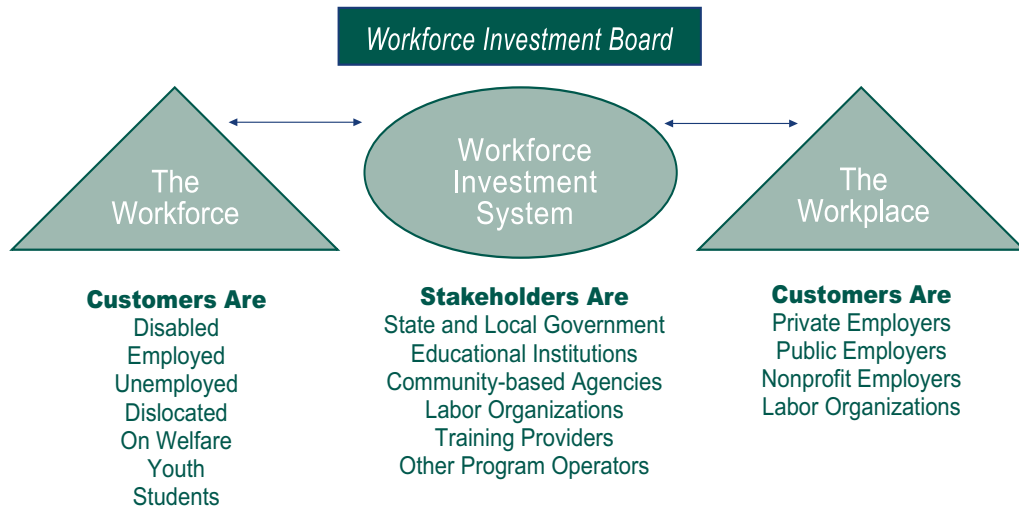 Workforce Investment Board
The
Workforce
Workforce
Investment
System
The
Workplace
Customers Are
Disabled
Employed
Unemployed
Dislocated
On Welfare
Youth
Students
Stakeholders Are
State and Local Government
Educational Institutions
Community-based Agencies
Labor Organizations
Training Providers
Other Program Operators
Customers Are
Private Employers
Public Employers
Nonprofit Employers
Labor Organizations